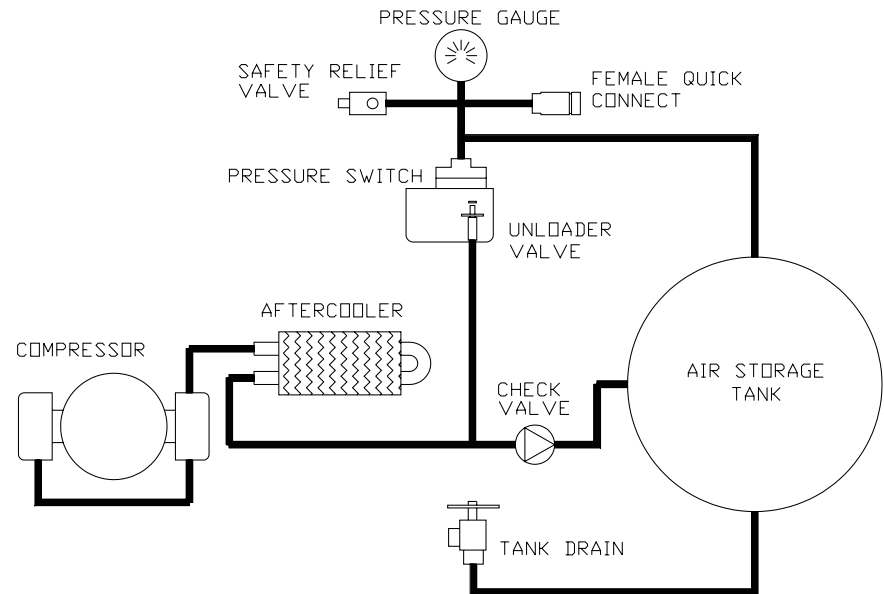 PRESSURE GAUGE
SAFETY RELIEF
VALVE
FEMALE QUICK
CONNECT
PRESSURE SWITCH
UNLOADER
VALVE
AFTERCOOLER
COMPRESSOR
AIR STORAGE
TANK
CHECK
VALVE
TANK DRAIN